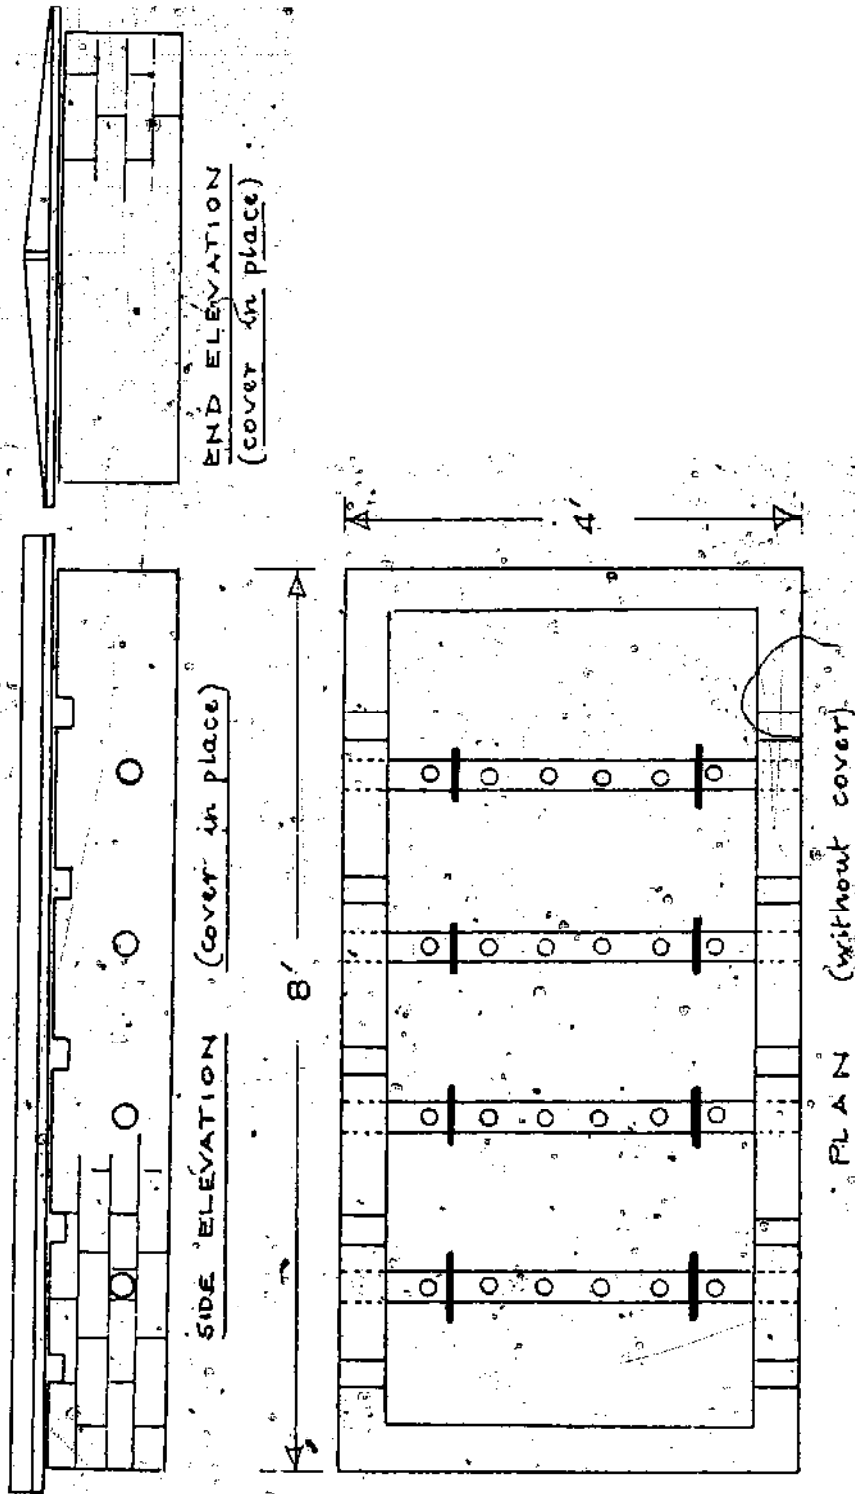 END ELEVATION
(cover in place)
SIDE ELEVATION (cover in place)
8'
4'
PLAN (without cover)